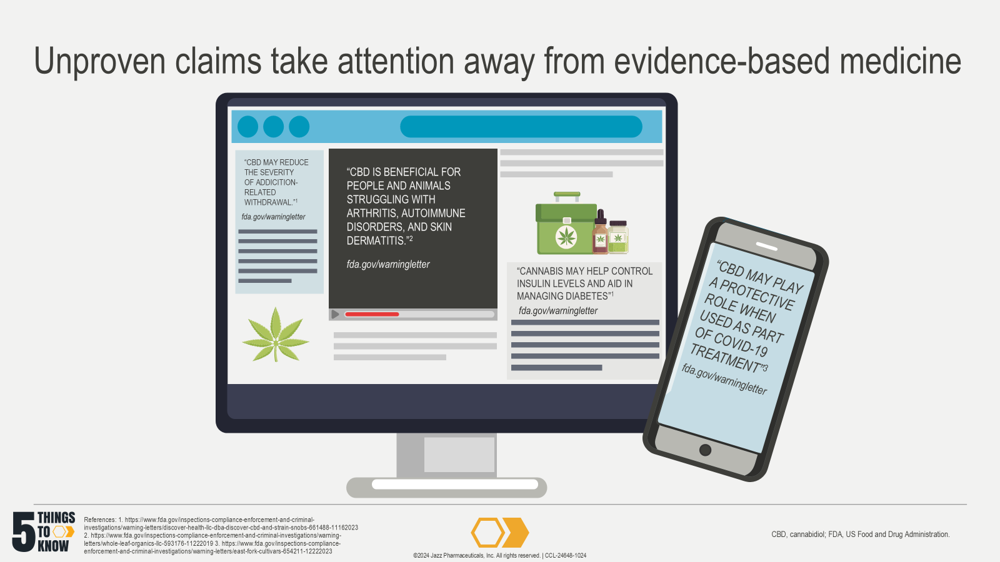 Unproven claims take attention away from evidence-based medicine
“CBD MAY REDUCE
THE SEVERITY
OF ADDICITION-
RELATED
WITHDRAWAL.”1
fda.gov/warningletter
“CBD IS BENEFICIAL FOR
PEOPLE AND ANIMALS
STRUGGLING WITH
ARTHRITIS, AUTOIMMUNE
DISORDERS, AND SKIN
DERMATITIS.”2
fda.gov/warningletter
“CANNABIS MAY HELP CONTROL
INSULIN LEVELS AND AID IN
MANAGING DIABETES”1
fda.gov/warningletter
“CBD MAY PLAY
A PROTECTIVE
ROLE WHEN
USED AS PART
OF COVID-19
TREATMENT”3
fda.gov/warningletter
5 THINGS
TO
KNOW
References: 1. https://www.fda.gov/inspections-compliance-enforcement-and-criminal-
investigations/warning-letters/discover-health-llc-dba-discover-cbd-and-strain-snobs-661488-11162023
2. https://www.fda.gov/inspections-compliance-enforcement-and-criminal-investigations/warning-
letters/whole-leaf-organics-llc-593176-11222019 3. https://www.fda.gov/inspections-compliance-
enforcement-and-criminal-investigations/warning-letters/east-fork-cultivars-654211-12222023
©2024 Jazz Pharmaceuticals, Inc. All rights reserved. | CCL-24648-1024
CBD, cannabidiol; FDA, US Food and Drug Administration.